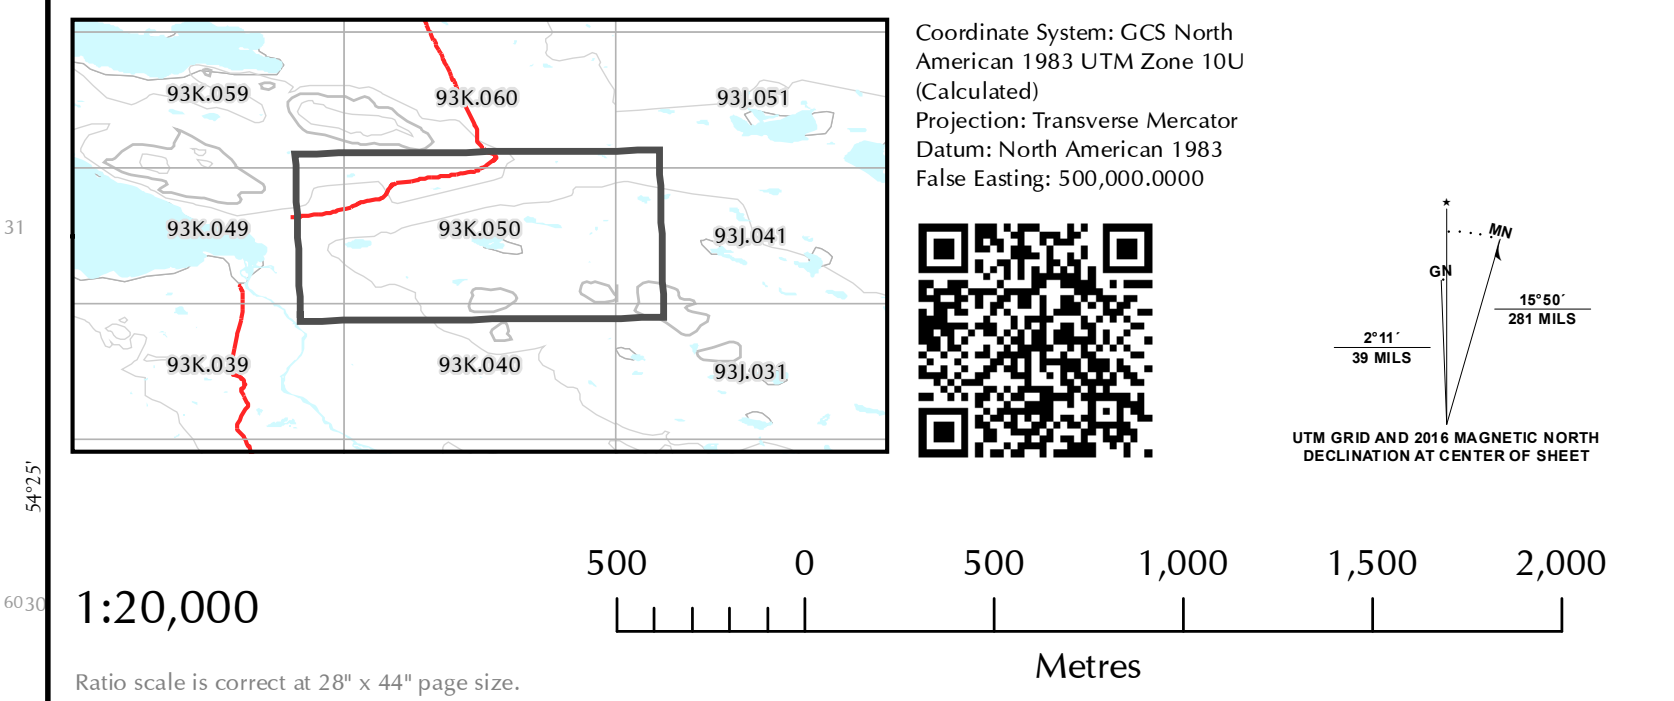 93K.059
93K.060
93J.051
93K.049
93K.050
93J.041
93K.039
93K.040
93J.031
Coordinate System: GCS North
American 1983 UTM Zone 10U
(Calculated)
Projection: Transverse Mercator
Datum: North American 1983
False Easting: 500,000.0000
MN
GN
15°50´
281 MILS
2°11´
39 MILS
UTM GRID AND 2016 MAGNETIC NORTH
DECLINATION AT CENTER OF SHEET
31
54°25'
6030
1:20,000
Ratio scale is correct at 28" x 44" page size.
500 0 500 1,000 1,500 2,000
Metres